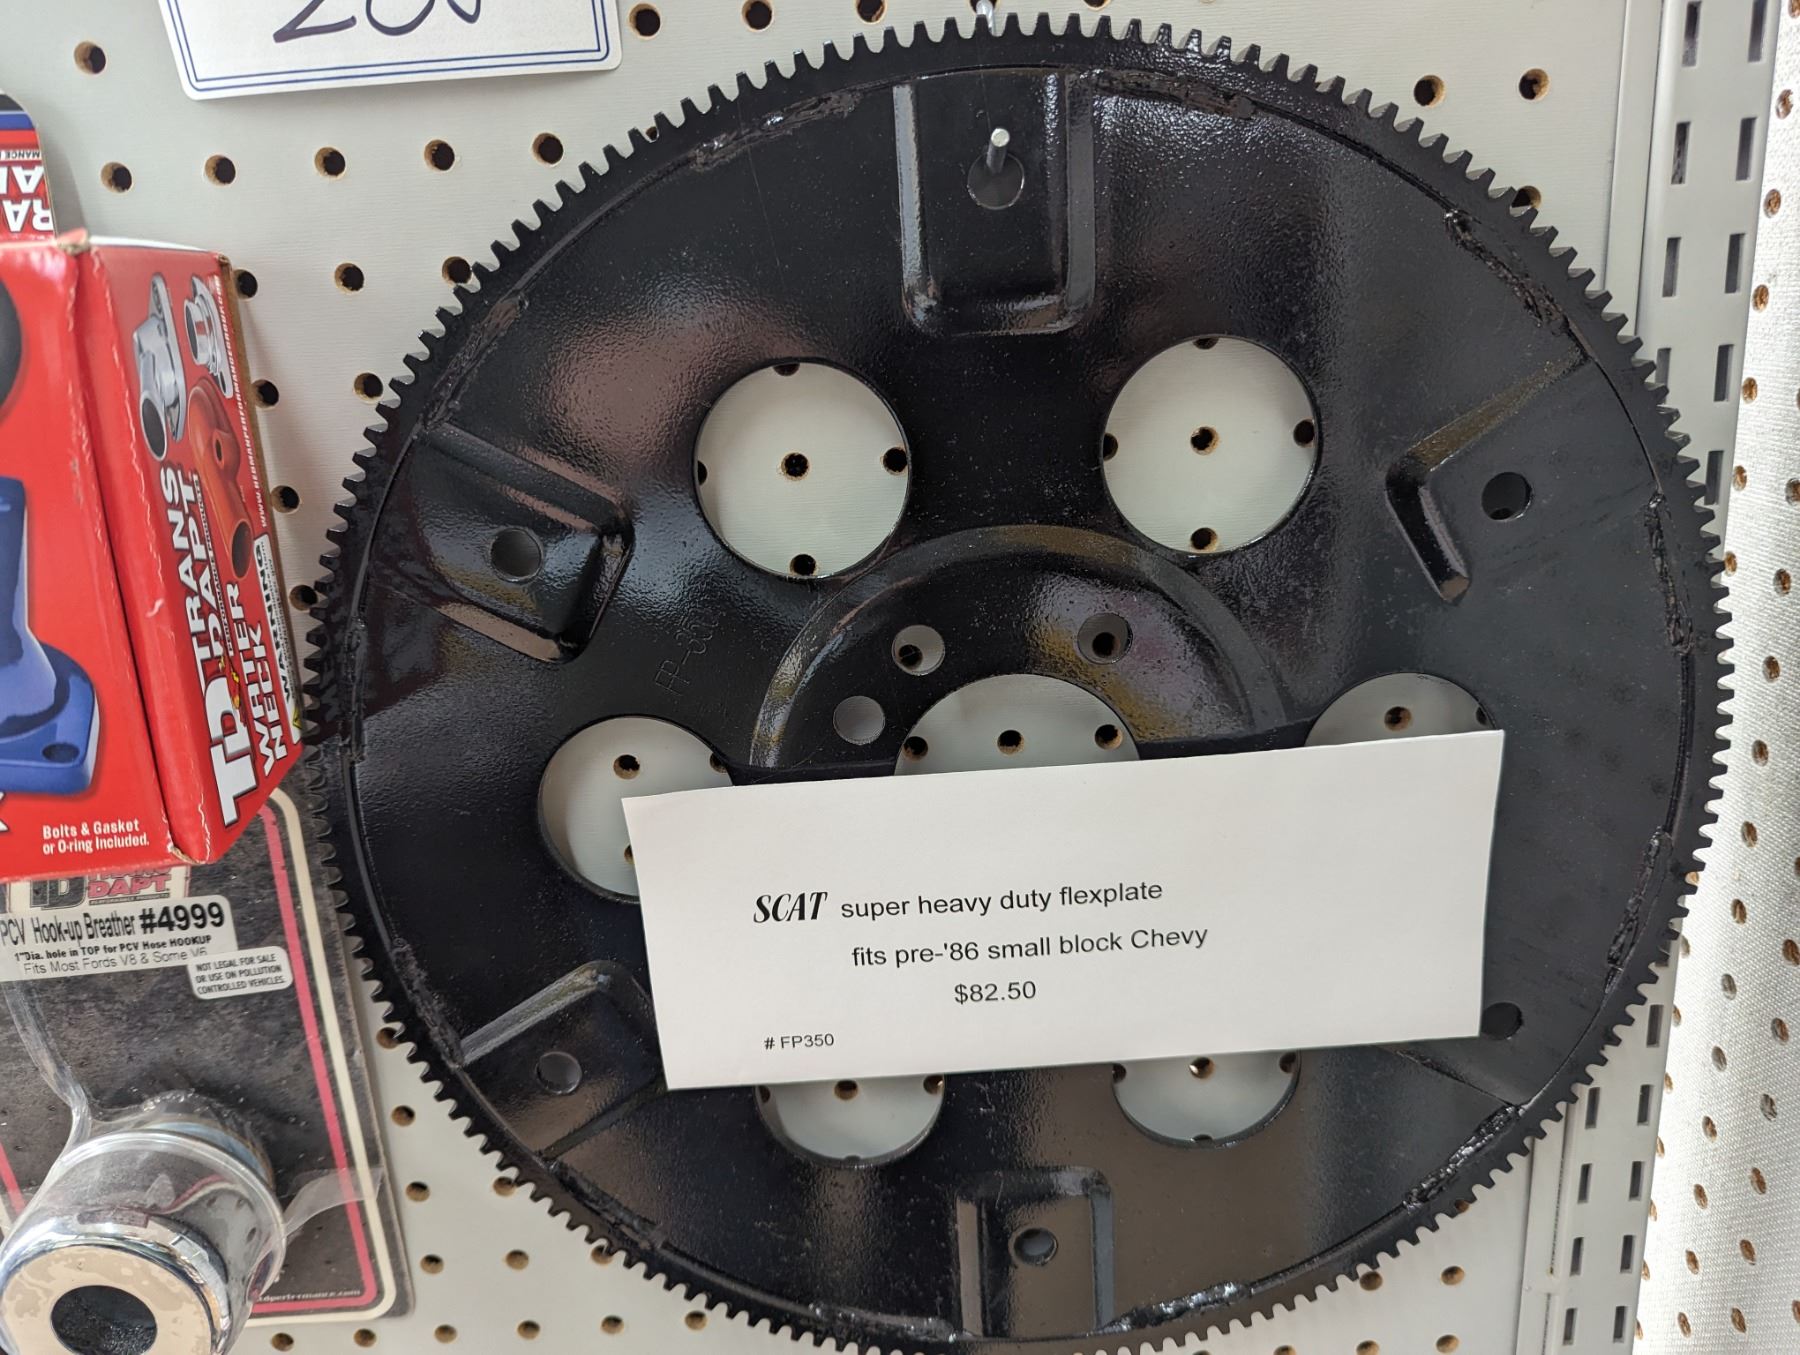 TRANS
DAPT
WATER
NECK
Bolts & Gasket
or O-ring Included.
DAPT
PCV Hook-up Breather #4999
1"Dia. hole in TOP for PCV Hose HOOKUP
Fits Most Fords V8 & Some V6
NOT LEGAL FOR SALE
OR USE ON POLLUTION
CONTROLLED VEHICLES
SCAT super heavy duty flexplate
fits pre-'86 small block Chevy
$82.50
# FP350